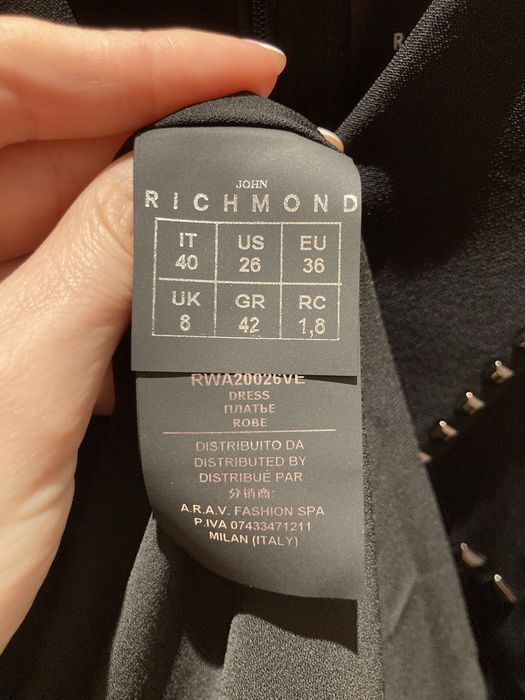 JOHN
RICHMOND
IT US EU
40 26 36
UK GR RC
8 42 1,8
RWA20026VE
DRESS
ПЛАТЬЕ
ROBE
DISTRIBUITO DA
DISTRIBUTED BY
DISTRIBUÉ PAR
分销商:
A.R.A.V. FASHION SPA
P.IVA 07433471211
MILAN (ITALY)
R